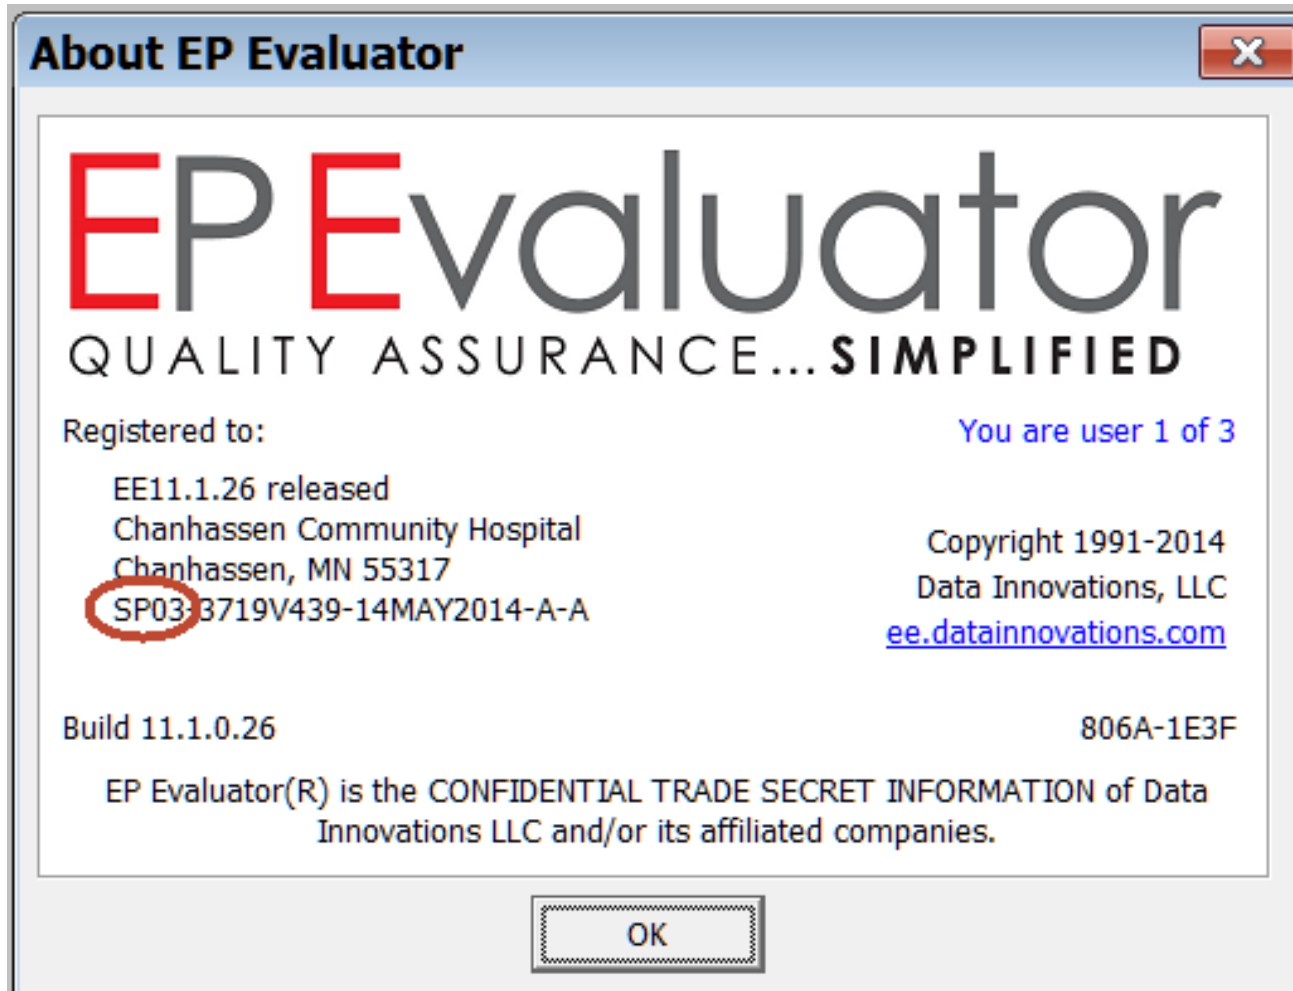 About EP Evaluator
EP Evaluator
QUALITY ASSURANCE... SIMPLIFIED
Registered to:
You are user 1 of 3
EE11.1.26 released
Chanhassen Community Hospital
Chanhassen, MN 55317
SP03-3719V439-14MAY2014-A-A
Copyright 1991-2014
Data Innovations, LLC
ee.datainnovations.com
Build 11.1.0.26
806A-1E3F
EP Evaluator(R) is the CONFIDENTIAL TRADE SECRET INFORMATION of Data
Innovations LLC and/or its affiliated companies.
OK